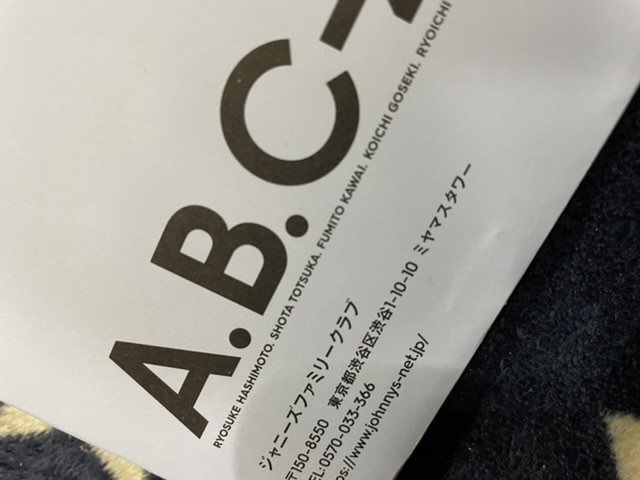 A.B.C-
RYOSUKE HASHIMOTO. SHOTA TOTSUKA. FUMITO KAWAI. KOICHI GOSEKI. RYOICHI
ジャニーズファミリークラブ
〒150-8550 東京都渋谷区渋谷1-10-10 ミヤマスタワー
TEL:0570-033-366
ps://www.johnnys-net.jp/